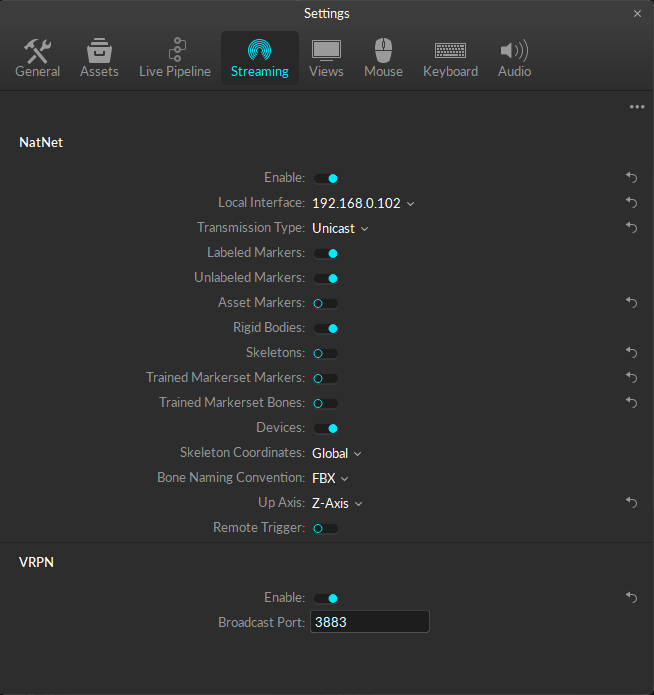 Settings
General Assets Live Pipeline Streaming Views Mouse Keyboard Audio
NatNet
Enable:
Local Interface: 192.168.0.102
Transmission Type: Unicast
Labeled Markers:
Unlabeled Markers:
Asset Markers:
Rigid Bodies:
Skeletons:
Trained Markerset Markers:
Trained Markerset Bones:
Devices:
Skeleton Coordinates: Global
Bone Naming Convention: FBX
Up Axis: Z-Axis
Remote Trigger:
VRPN
Enable:
Broadcast Port: 3883